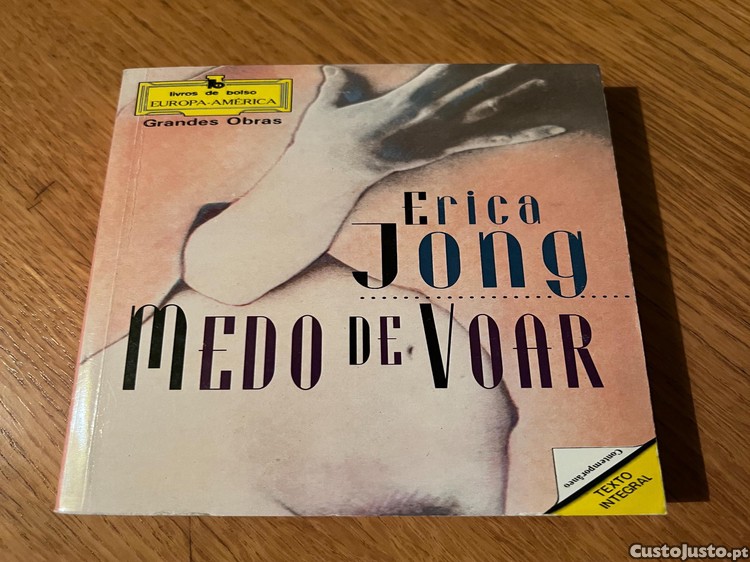 livros de bolso
EUROPA-AMÉRICA
Grandes Obras
Erica
Jong
MEDO DE VOAR
Contemporâneo
TEXTO
INTEGRAL
CustoJusto.pt